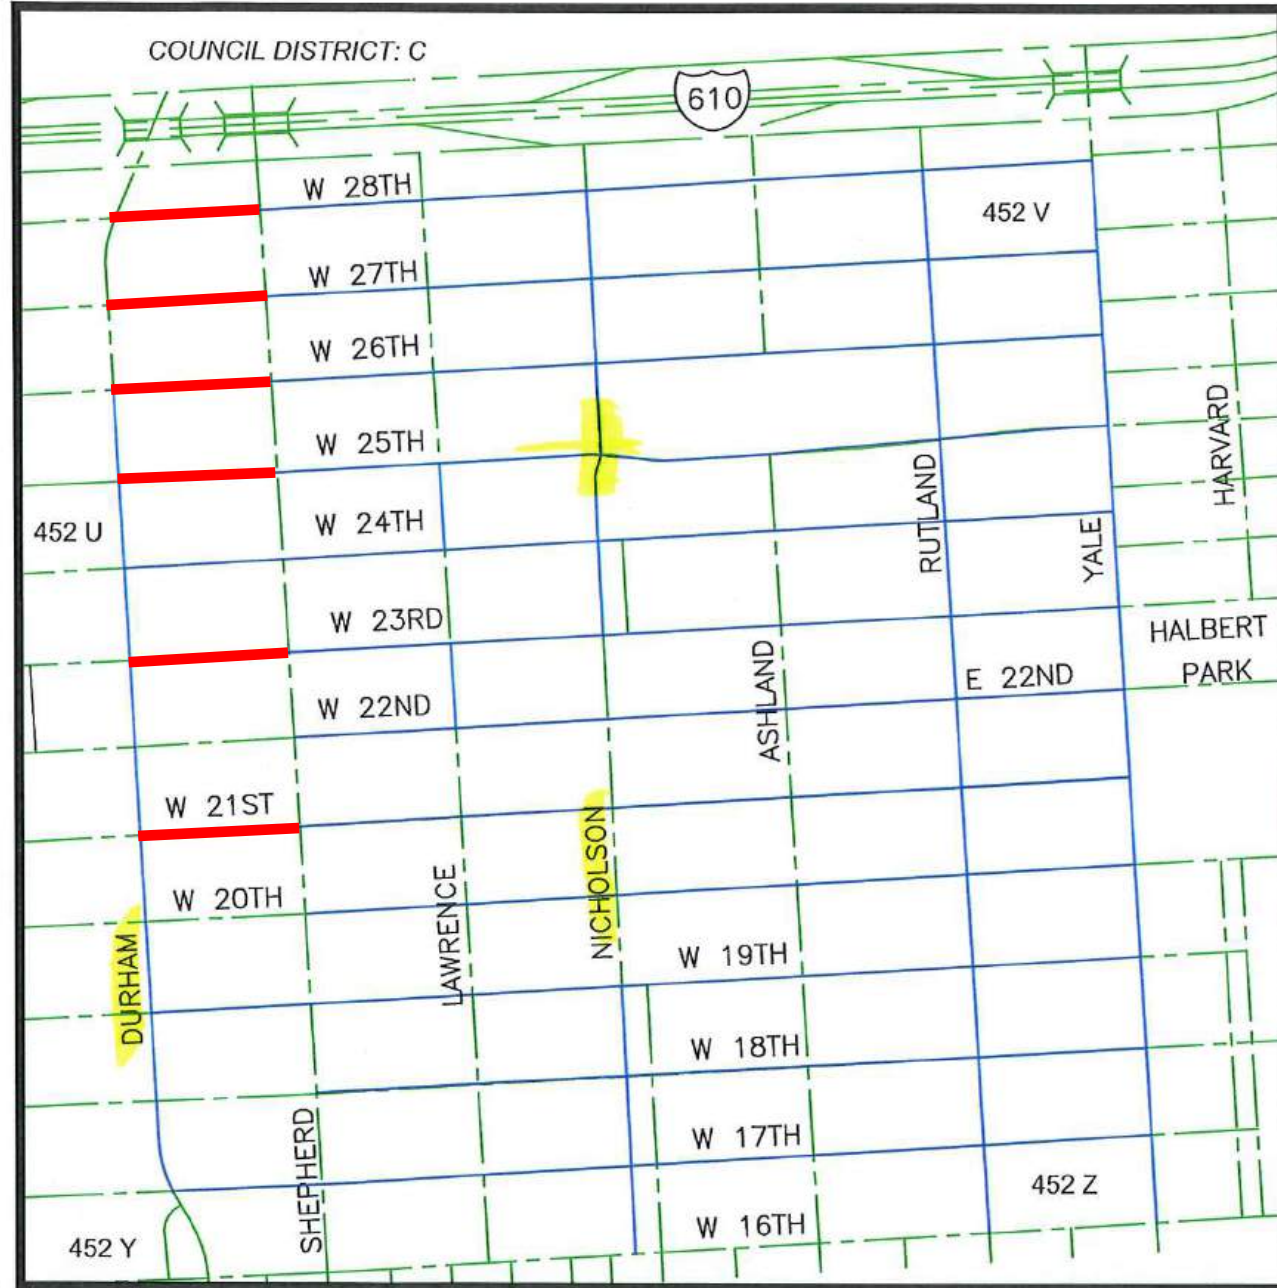 COUNCIL DISTRICT: C
610
W 28TH
452 V
W 27TH
W 26TH
W 25TH
HARVARD
452 U
W 24TH
RUTLAND
YALE
W 23RD
HALBERT
PARK
W 22ND
ASHLAND
E 22ND
W 21ST
NICHOLSON
W 20TH
LAWRENCE
DURHAM
W 19TH
W 18TH
SHEPHERD
W 17TH
452 Z
W 16TH
452 Y